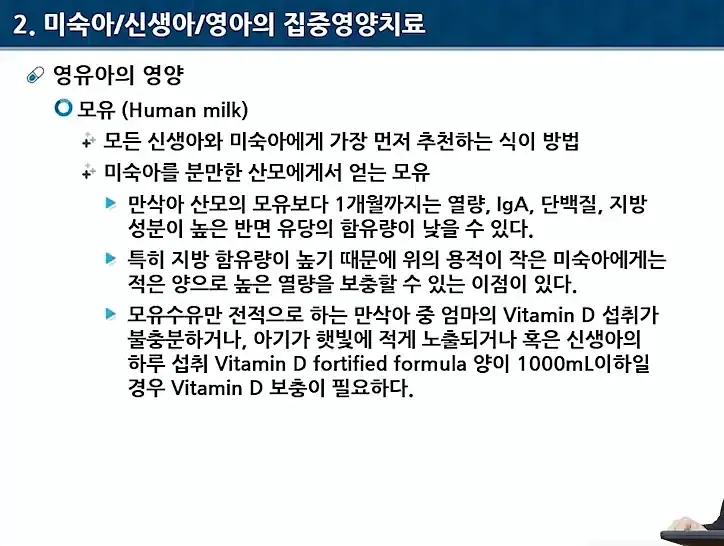 2. 미숙아/신생아/영아의 집중영양치료
영유아의 영양
모유 (Human milk)
모든 신생아와 미숙아에게 가장 먼저 추천하는 식이 방법
미숙아를 분만한 산모에게서 얻는 모유
만삭아 산모의 모유보다 1개월까지는 열량, IgA, 단백질, 지방
성분이 높은 반면 유당의 함유량이 낮을 수 있다.
특히 지방 함유량이 높기 때문에 위의 용적이 작은 미숙아에게는
적은 양으로 높은 열량을 보충할 수 있는 이점이 있다.
모유수유만 전적으로 하는 만삭아 중 엄마의 Vitamin D 섭취가
불충분하거나, 아기가 햇빛에 적게 노출되거나 혹은 신생아의
하루 섭취 Vitamin D fortified formula 양이 1000mL이하일
경우 Vitamin D 보충이 필요하다.